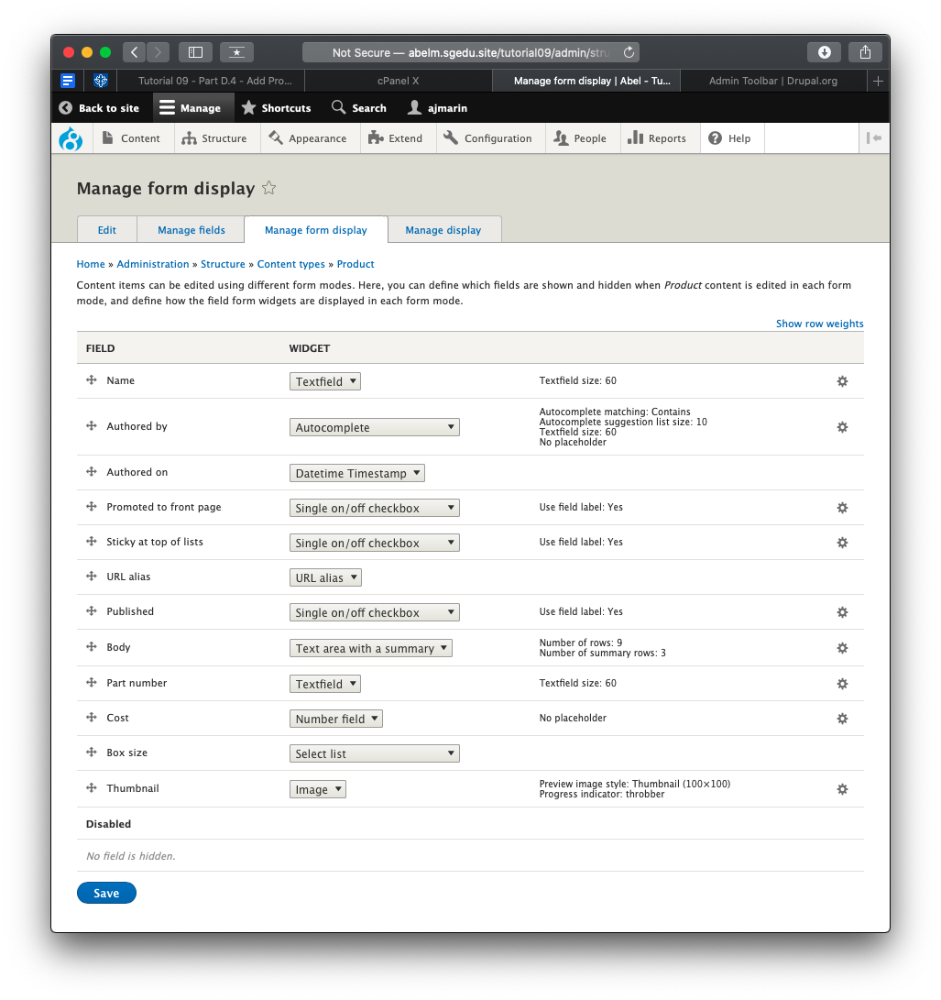 Not Secure — abelm.sgedu.site/tutorial09/admin/stru
Tutorial 09 - Part D.4 - Add Pro... cPanel X Manage form display | Abel - Tu... Admin Toolbar | Drupal.org
Back to site Manage Shortcuts Search ajmarin
Content Structure Appearance Extend Configuration People Reports Help
Manage form display
Edit Manage fields Manage form display Manage display
Home » Administration » Structure » Content types » Product
Content items can be edited using different form modes. Here, you can define which fields are shown and hidden when Product content is edited in each form
mode, and define how the field form widgets are displayed in each form mode.
Show row weights
FIELD WIDGET
Name Textfield Textfield size: 60
Authored by Autocomplete Autocomplete matching: Contains
Autocomplete suggestion list size: 10
Textfield size: 60
No placeholder
Authored on Datetime Timestamp
Promoted to front page Single on/off checkbox Use field label: Yes
Sticky at top of lists Single on/off checkbox Use field label: Yes
URL alias URL alias
Published Single on/off checkbox Use field label: Yes
Body Text area with a summary Number of rows: 9
Number of summary rows: 3
Part number Textfield Textfield size: 60
Cost Number field No placeholder
Box size Select list
Thumbnail Image Preview image style: Thumbnail (100×100)
Progress indicator: throbber
Disabled
No field is hidden.
Save